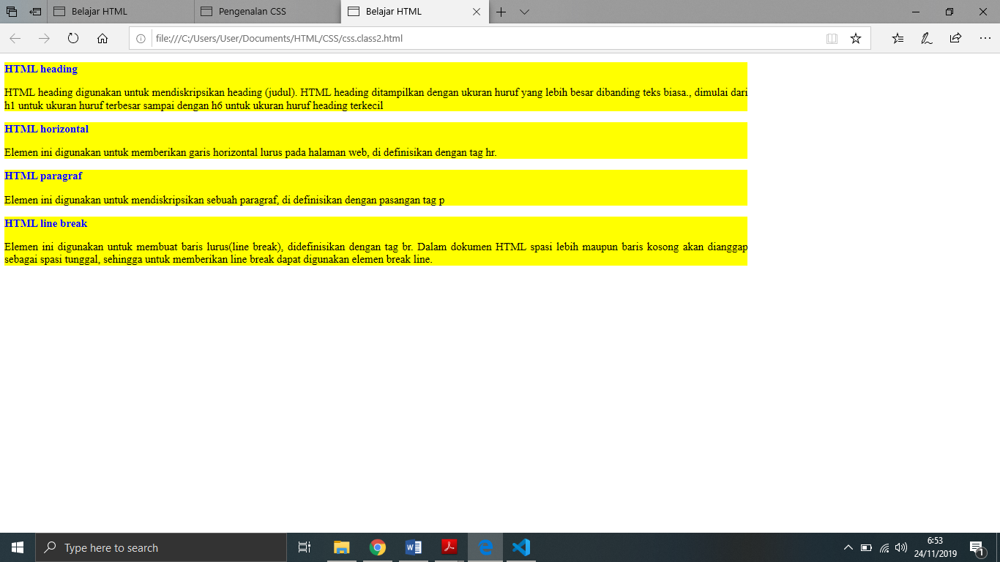 Belajar HTML
Pengenalan CSS
Belajar HTML
file:///C:/Users/User/Documents/HTML/CSS/css.class2.html
HTML heading
HTML heading digunakan untuk mendiskripsikan heading (judul). HTML heading ditampilkan dengan ukuran huruf yang lebih besar dibanding teks biasa., dimulai dari
h1 untuk ukuran huruf terbesar sampai dengan h6 untuk ukuran huruf heading terkecil
HTML horizontal
Elemen ini digunakan untuk memberikan garis horizontal lurus pada halaman web, di definisikan dengan tag hr.
HTML paragraf
Elemen ini digunakan untuk mendiskripsikan sebuah paragraf, di definisikan dengan pasangan tag p
HTML line break
Elemen ini digunakan untuk membuat baris lurus(line break), didefinisikan dengan tag br. Dalam dokumen HTML spasi lebih maupun baris kosong akan dianggap
sebagai spasi tunggal, sehingga untuk memberikan line break dapat digunakan elemen break line.
Type here to search
6:53
24/11/2019
1